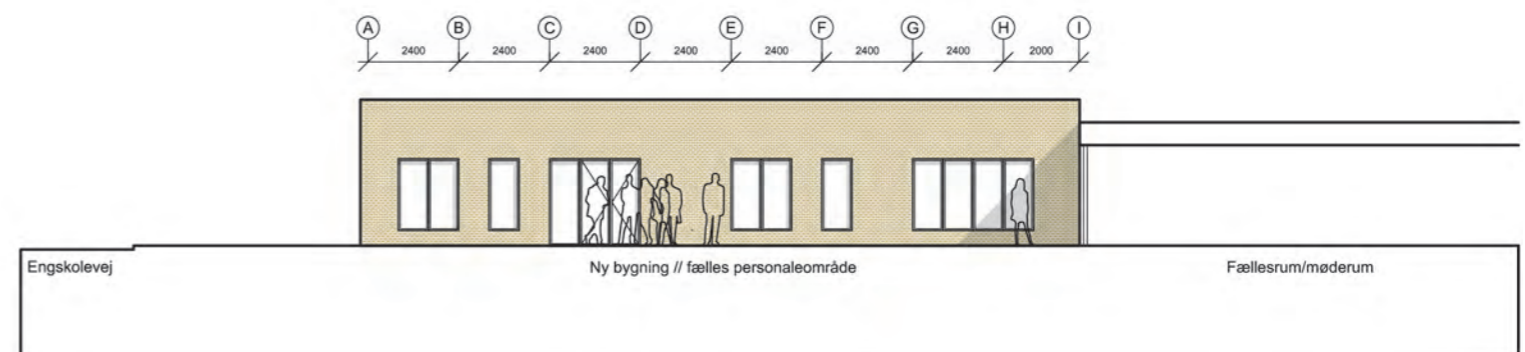 A B C D E F G H I
2400 2400 2400 2400 2400 2400 2400 2000
Engskolevej Ny bygning // fælles personaleområde Fællesrum/møderum